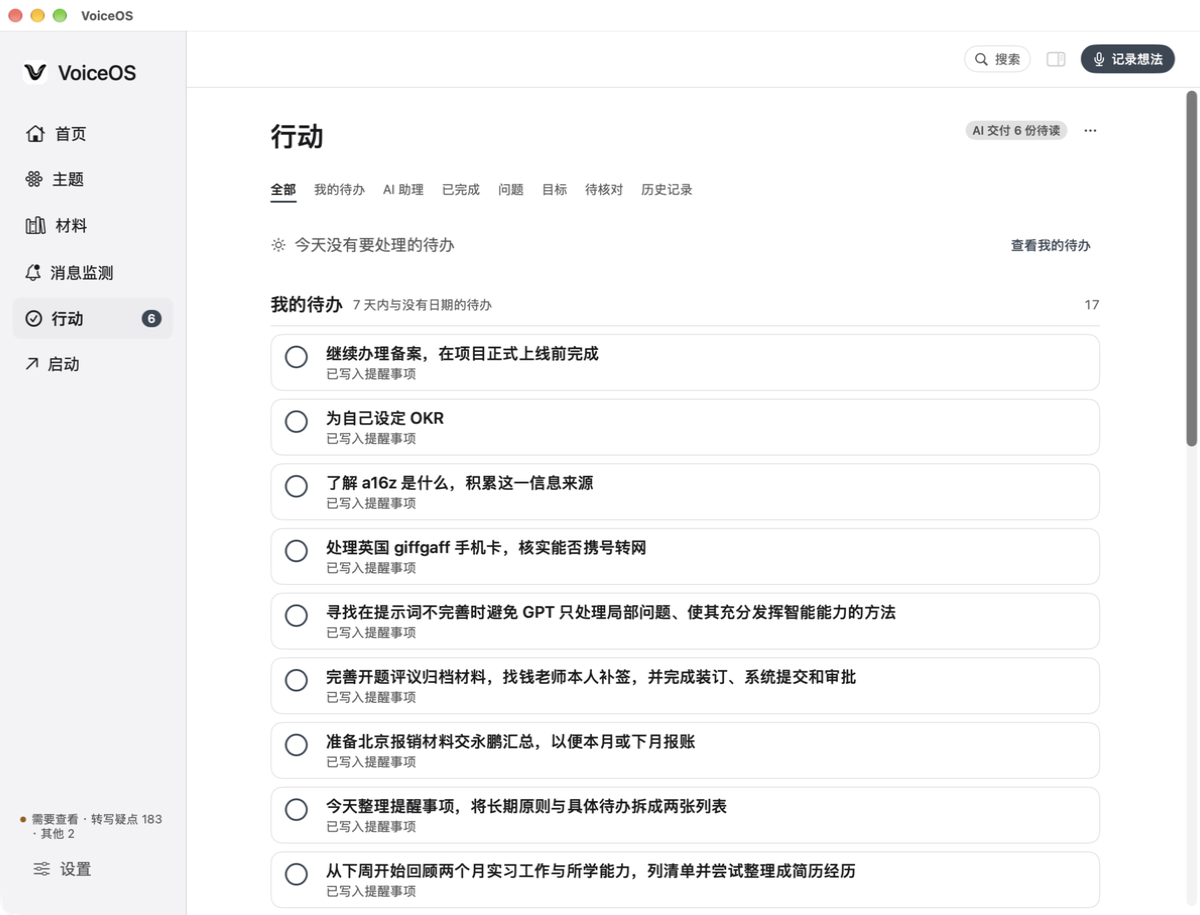 VoiceOS
VoiceOS
首页
主题
材料
消息监测
行动 6
启动
需要查看 · 转写疑点 183
· 其他 2
设置
搜索
记录想法
行动
AI 交付 6 份待读
全部 我的待办 AI 助理 已完成 问题 目标 待核对 历史记录
今天没有要处理的待办
查看我的待办
我的待办 7 天内与没有日期的待办 17
继续办理备案，在项目正式上线前完成
已写入提醒事项
为自己设定 OKR
已写入提醒事项
了解 a16z 是什么，积累这一信息来源
已写入提醒事项
处理英国 giffgaff 手机卡，核实能否携号转网
已写入提醒事项
寻找在提示词不完善时避免 GPT 只处理局部问题、使其充分发挥智能能力的方法
已写入提醒事项
完善开题评议归档材料，找钱老师本人补签，并完成装订、系统提交和审批
已写入提醒事项
准备北京报销材料交永鹏汇总，以便本月或下月报账
已写入提醒事项
今天整理提醒事项，将长期原则与具体待办拆成两张列表
已写入提醒事项
从下周开始回顾两个月实习工作与所学能力，列清单并尝试整理成简历经历
已写入提醒事项